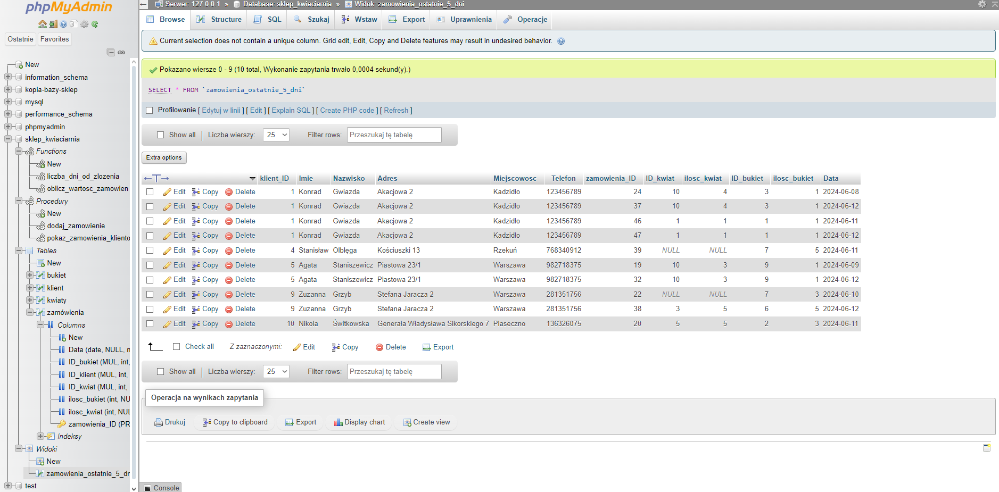 phpMyAdmin
Ostatnie Favorites
New
information_schema
kopia-bazy-sklep
mysql
performance_schema
phpmyadmin
sklep_kwiaciarnia
Functions
New
liczba_dni_od_zlozenia
oblicz_wartosc_zamowien
Procedury
New
dodaj_zamowienie
pokaz_zamowienia_kliento
Tables
New
bukiet
klient
kwiaty
zamówienia
Columns
New
Data (date, NULL, n
ID_bukiet (MUL, int,
ID_klient (MUL, int,
ID_kwiat (MUL, int,
ilosc_bukiet (int, NU
ilosc_kwiat (int, NUL
zamowienia_ID (PR
Indeksy
Widoki
New
zamowienia_ostatnie_5_dr
test
Serwer: 127.0.0.1 » Database: sklep_kwiaciarnia » Widok: zamowienia_ostatnie_5_dni
Browse Structure SQL Szukaj Wstaw Export Uprawnienia Operacje
Current selection does not contain a unique column. Grid edit, Edit, Copy and Delete features may result in undesired behavior.
Pokazano wiersze 0 - 9 (10 total, Wykonanie zapytania trwało 0,0004 sekund(y).)
SELECT * FROM `zamowienia_ostatnie_5_dni`
Profilowanie [ Edytuj w linii ] [ Edit ] [ Explain SQL ] [ Create PHP code ] [ Refresh ]
Show all | Liczba wierszy: 25 Filter rows: Przeszukaj tę tabelę
Extra options
←T→ klient_ID Imie Nazwisko Adres Miejscowosc Telefon zamowienia_ID ID_kwiat ilosc_kwiat ID_bukiet ilosc_bukiet Data
Edit Copy Delete 1 Konrad Gwiazda Akacjowa 2 Kadzidło 123456789 24 10 4 3 1 2024-06-08
Edit Copy Delete 1 Konrad Gwiazda Akacjowa 2 Kadzidło 123456789 37 10 4 3 1 2024-06-12
Edit Copy Delete 1 Konrad Gwiazda Akacjowa 2 Kadzidło 123456789 46 1 1 1 1 2024-06-11
Edit Copy Delete 1 Konrad Gwiazda Akacjowa 2 Kadzidło 123456789 47 1 1 1 1 2024-06-12
Edit Copy Delete 4 Stanisław Olblęga Kościuszki 13 Rzekuń 768340912 39 NULL NULL 7 5 2024-06-11
Edit Copy Delete 5 Agata Staniszewicz Piastowa 23/1 Warszawa 982718375 19 10 3 9 1 2024-06-09
Edit Copy Delete 5 Agata Staniszewicz Piastowa 23/1 Warszawa 982718375 32 10 3 9 1 2024-06-12
Edit Copy Delete 9 Zuzanna Grzyb Stefana Jaracza 2 Warszawa 281351756 22 NULL NULL 7 3 2024-06-10
Edit Copy Delete 9 Zuzanna Grzyb Stefana Jaracza 2 Warszawa 281351756 38 3 5 6 5 2024-06-12
Edit Copy Delete 10 Nikola Świtkowska Generała Władysława Sikorskiego 7 Piaseczno 136326075 20 5 5 2 3 2024-06-11
Check all Z zaznaczonymi: Edit Copy Delete Export
Show all | Liczba wierszy: 25 Filter rows: Przeszukaj tę tabelę
Operacja na wynikach zapytania
Drukuj Copy to clipboard Export Display chart Create view
Console